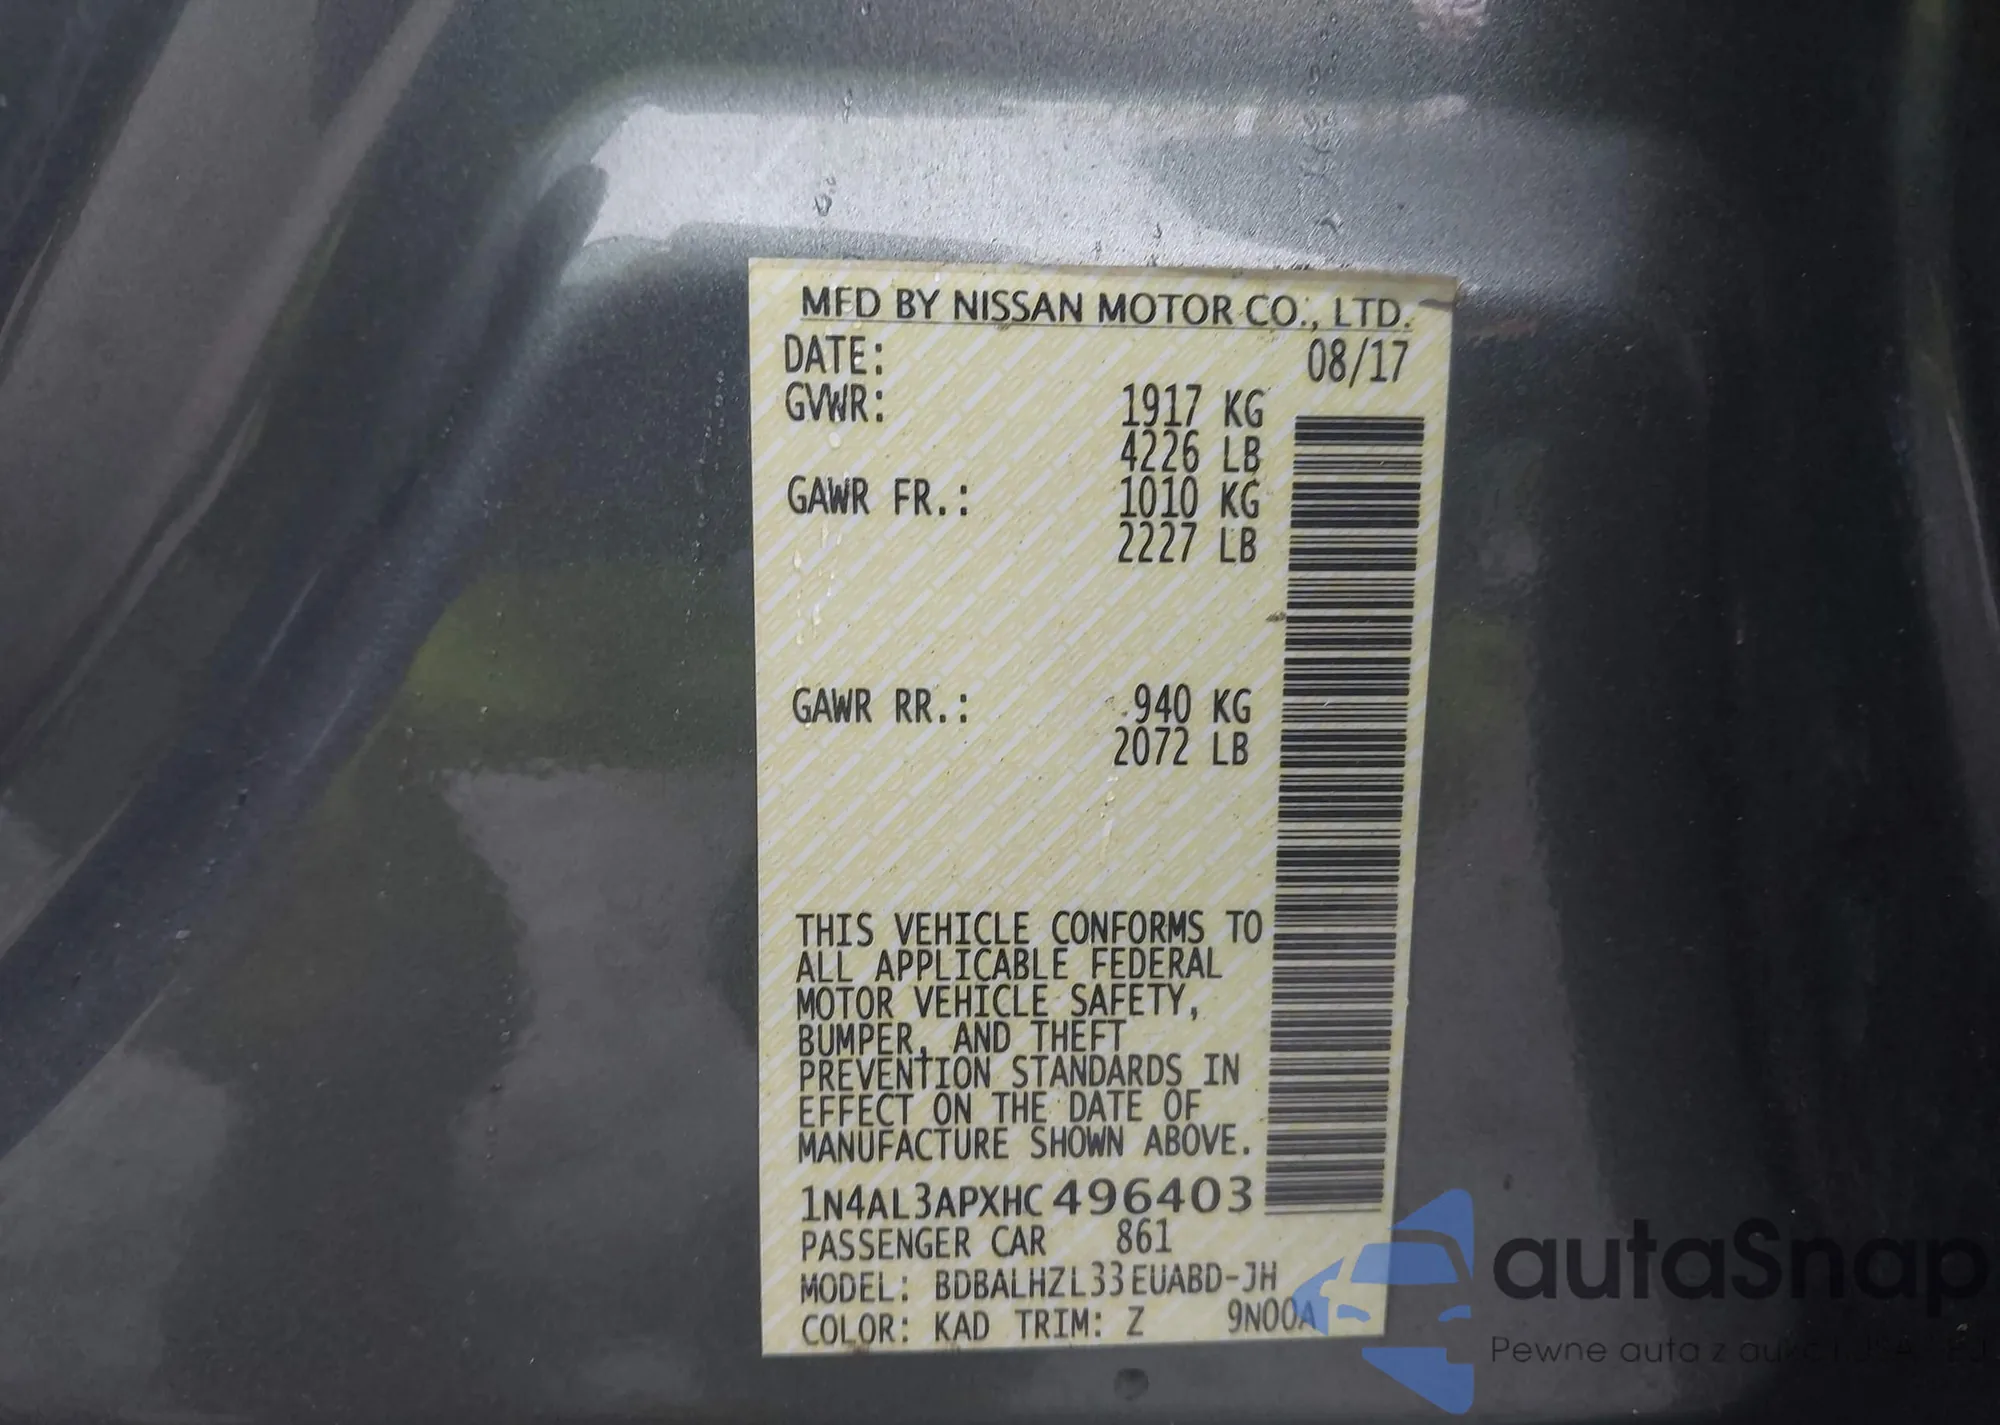 MFD BY NISSAN MOTOR CO., LTD.
DATE: 08/17
GVWR: 1917 KG
4226 LB
GAWR FR.: 1010 KG
2227 LB
GAWR RR.: 940 KG
2072 LB
THIS VEHICLE CONFORMS TO
ALL APPLICABLE FEDERAL
MOTOR VEHICLE SAFETY,
BUMPER, AND THEFT
PREVENTION STANDARDS IN
EFFECT ON THE DATE OF
MANUFACTURE SHOWN ABOVE.
1N4AL3APXHC496403
PASSENGER CAR 861
MODEL: BDBALHZL33EUABD-JH
COLOR: KAD TRIM: Z 9N00A
autaSnap
Pewne auta z